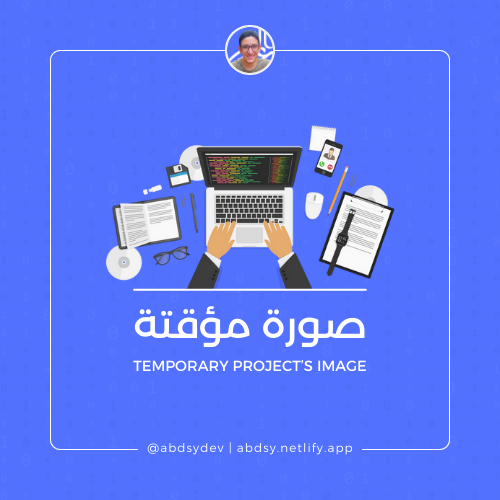 صورة مؤقتة
TEMPORARY PROJECT'S IMAGE
@abdsydev | abdsy.netlify.app